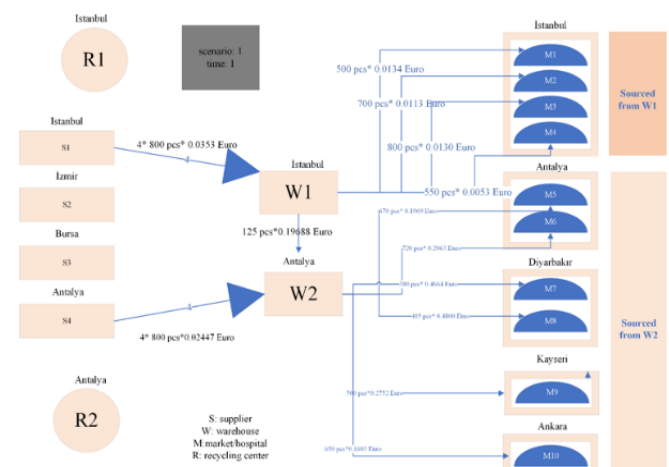 Istanbul
R1
scenario: 1
time: 1
İstanbul
M1
M2
M3
M4
Sourced
from W1
500 pcs* 0.0134 Euro
700 pcs* 0.0113 Euro
800 pcs* 0.0130 Euro
550 pcs* 0.0053 Euro
Istanbul
S1
4* 800 pcs* 0.0353 Euro
4
İstanbul
W1
İzmir
S2
125 pcs*0.19688 Euro
Bursa
S3
Antalya
W2
Antalya
S4
4
4* 800 pcs*0.02447 Euro
Antalya
M5
M6
Diyarbakır
M7
M8
Sourced
from W2
Kayseri
M9
Ankara
M10
Antalya
R2
S: supplier
W: warehouse
M:market/hospital
R: recycling center